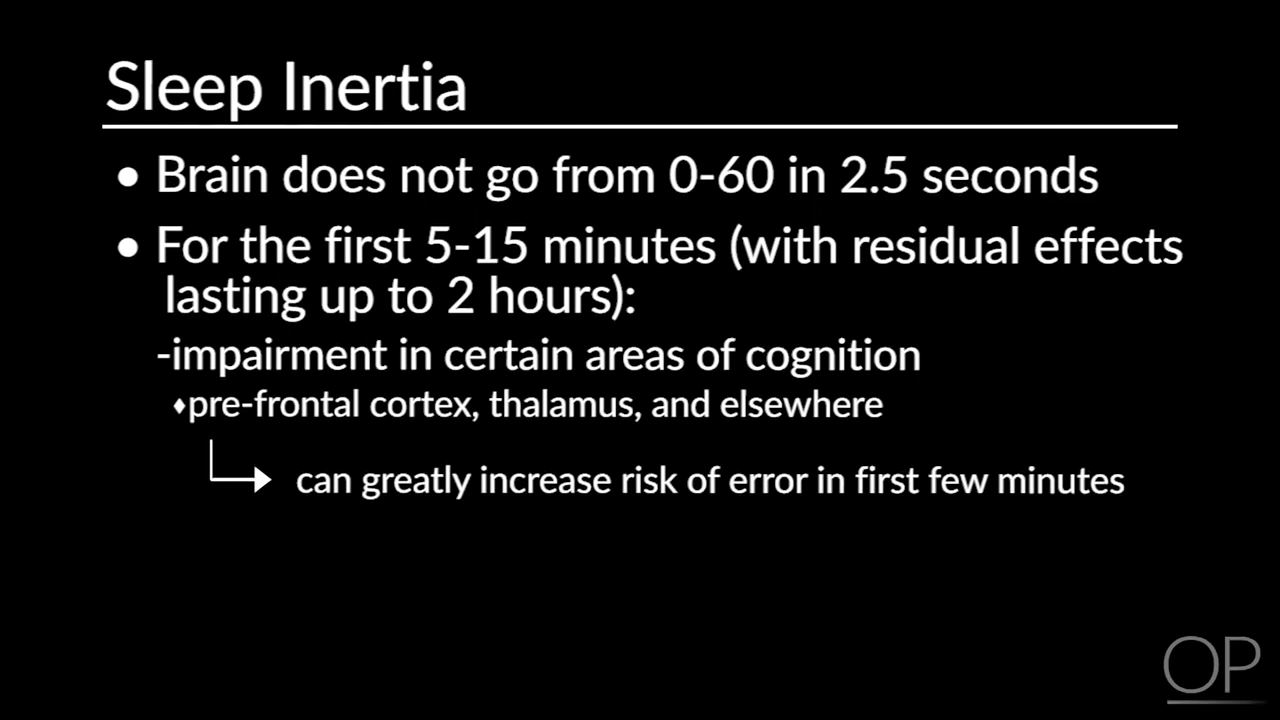 Sleep Inertia
• Brain does not go from 0-60 in 2.5 seconds
• For the first 5-15 minutes (with residual effects
lasting up to 2 hours):
-impairment in certain areas of cognition
♦pre-frontal cortex, thalamus, and elsewhere
can greatly increase risk of error in first few minutes
OP